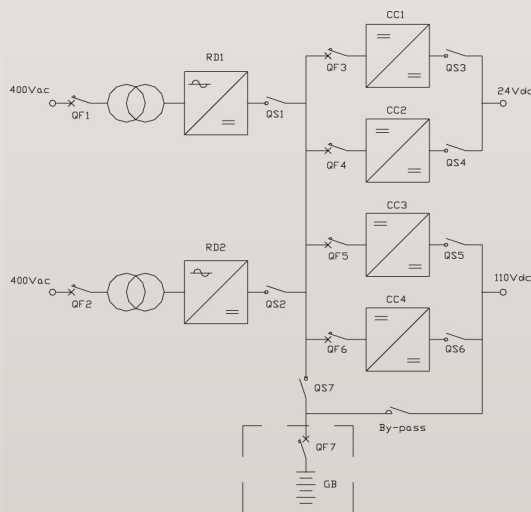 CC1
RD1
QF3
QS3
400Vac
24Vdc
QF1
QS1
CC2
QF4
QS4
CC3
RD2
QF5
QS5
400Vac
110Vdc
QF2
QS2
CC4
QF6
QS6
QS7
By-pass
QF7
GB